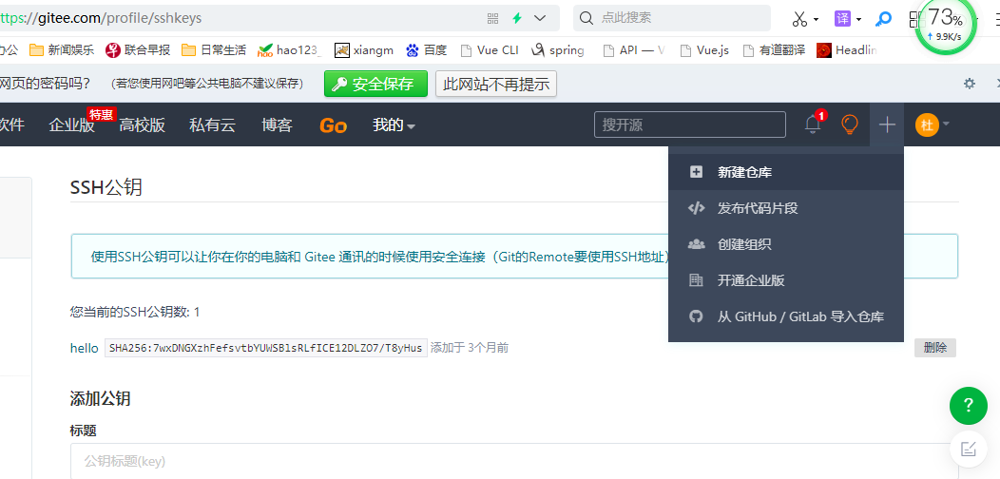 ttps://gitee.com/profile/sshkeys 点此搜索 译 73%
9.9K/s
办公 新闻娱乐 联合早报 日常生活 hao123_ xiangm 百度 Vue CLI spring API — Vue.js 有道翻译 Headlin
网页的密码吗? (若您使用网吧等公共电脑不建议保存) 安全保存 此网站不再提示
软件 企业版 特惠 高校版 私有云 博客 Go 我的 搜开源 1 杜
SSH公钥
新建仓库
发布代码片段
创建组织
开通企业版
从 GitHub / GitLab 导入仓库
使用SSH公钥可以让你在你的电脑和 Gitee 通讯的时候使用安全连接(Git的Remote要使用SSH地址)
您当前的SSH公钥数: 1
hello SHA256:7wxDNGXzhFefsvtbYUWSBlsRLfICE12DLZO7/T8yHus 添加于 3个月前 删除
添加公钥
标题
公钥标题(key)
?